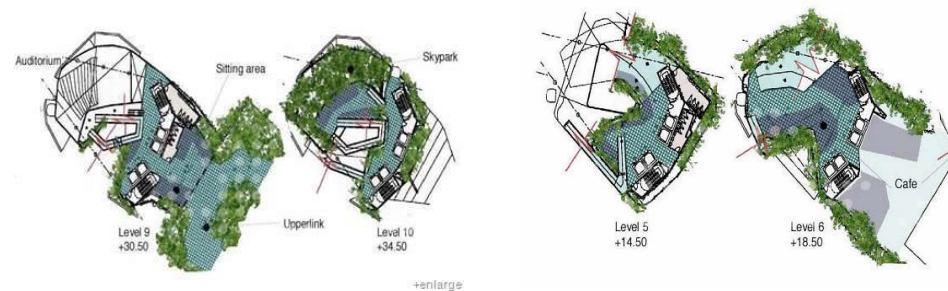 Auditorium
Sitting area
Skypark
Upperlink
Level 9
+30.50
Level 10
+34.50
+enlarge
Cafe
Level 5
+14.50
Level 6
+18.50